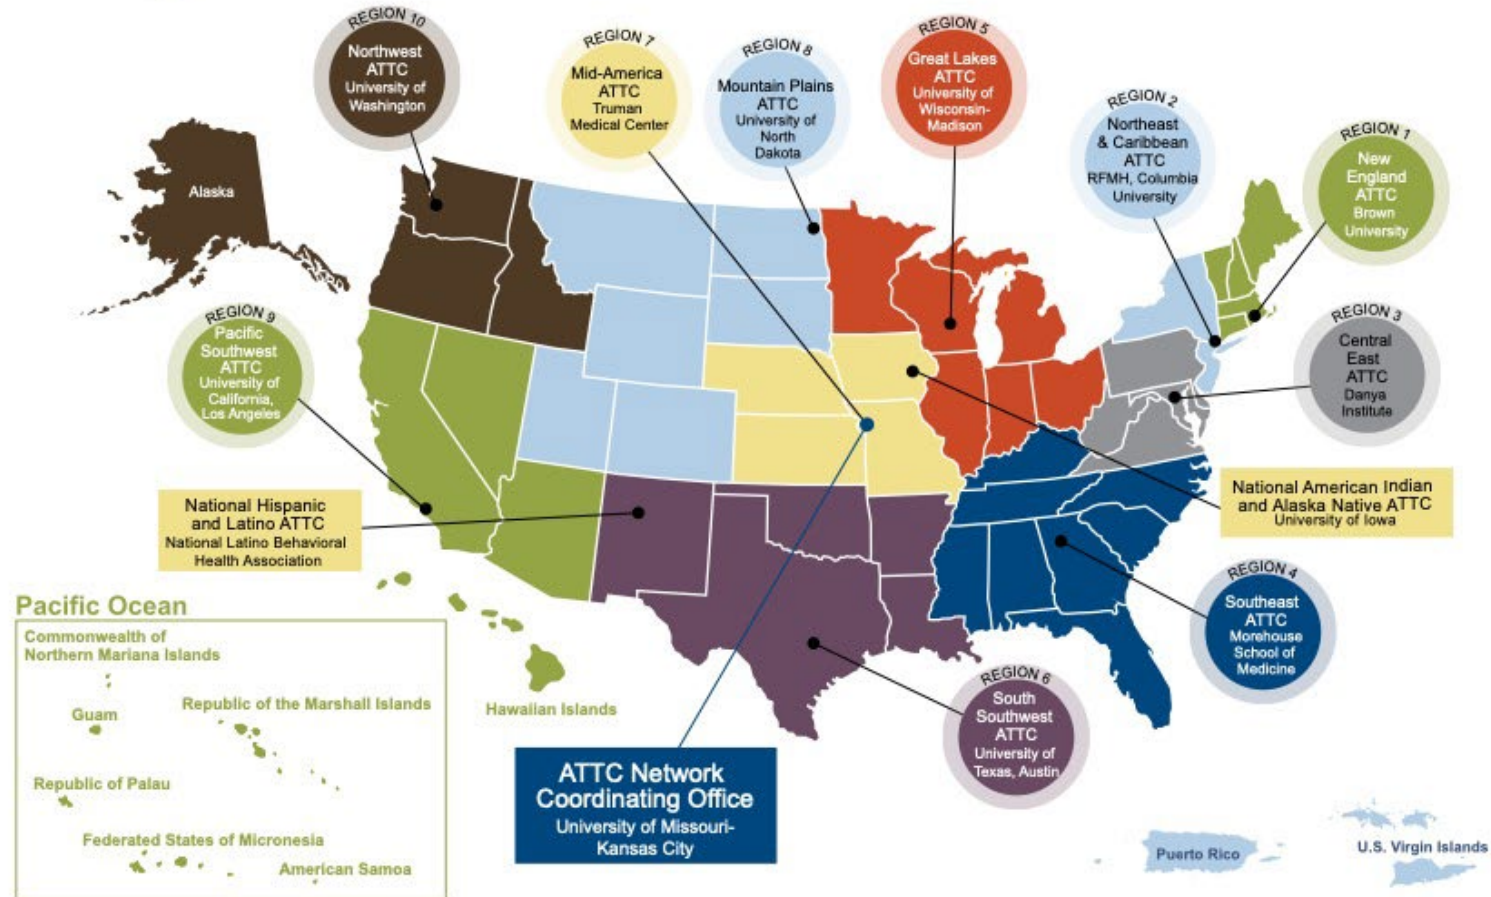 REGION 10
Northwest
ATTC
University of
Washington
REGION 7
Mid-America
ATTC
Truman
Medical Center
REGION 8
Mountain Plains
ATTC
University of
North
Dakota
REGION 5
Great Lakes
ATTC
University of
Wisconsin-
Madison
REGION 2
Northeast
& Caribbean
ATTC
RFMH, Columbia
University
REGION 1
New
England
ATTC
Brown
University
Alaska
REGION 9
Pacific
Southwest
ATTC
University of
California,
Los Angeles
REGION 3
Central
East
ATTC
Danya
Institute
National Hispanic
and Latino ATTC
National Latino Behavioral
Health Association
National American Indian
and Alaska Native ATTC
University of Iowa
REGION 4
Southeast
ATTC
Morehouse
School of
Medicine
REGION 6
South
Southwest
ATTC
University of
Texas, Austin
Pacific Ocean
Commonwealth of
Northern Mariana Islands
Guam
Republic of the Marshall Islands
Republic of Palau
Federated States of Micronesia
American Samoa
Hawaiian Islands
ATTC Network
Coordinating Office
University of Missouri-
Kansas City
Puerto Rico
U.S. Virgin Islands